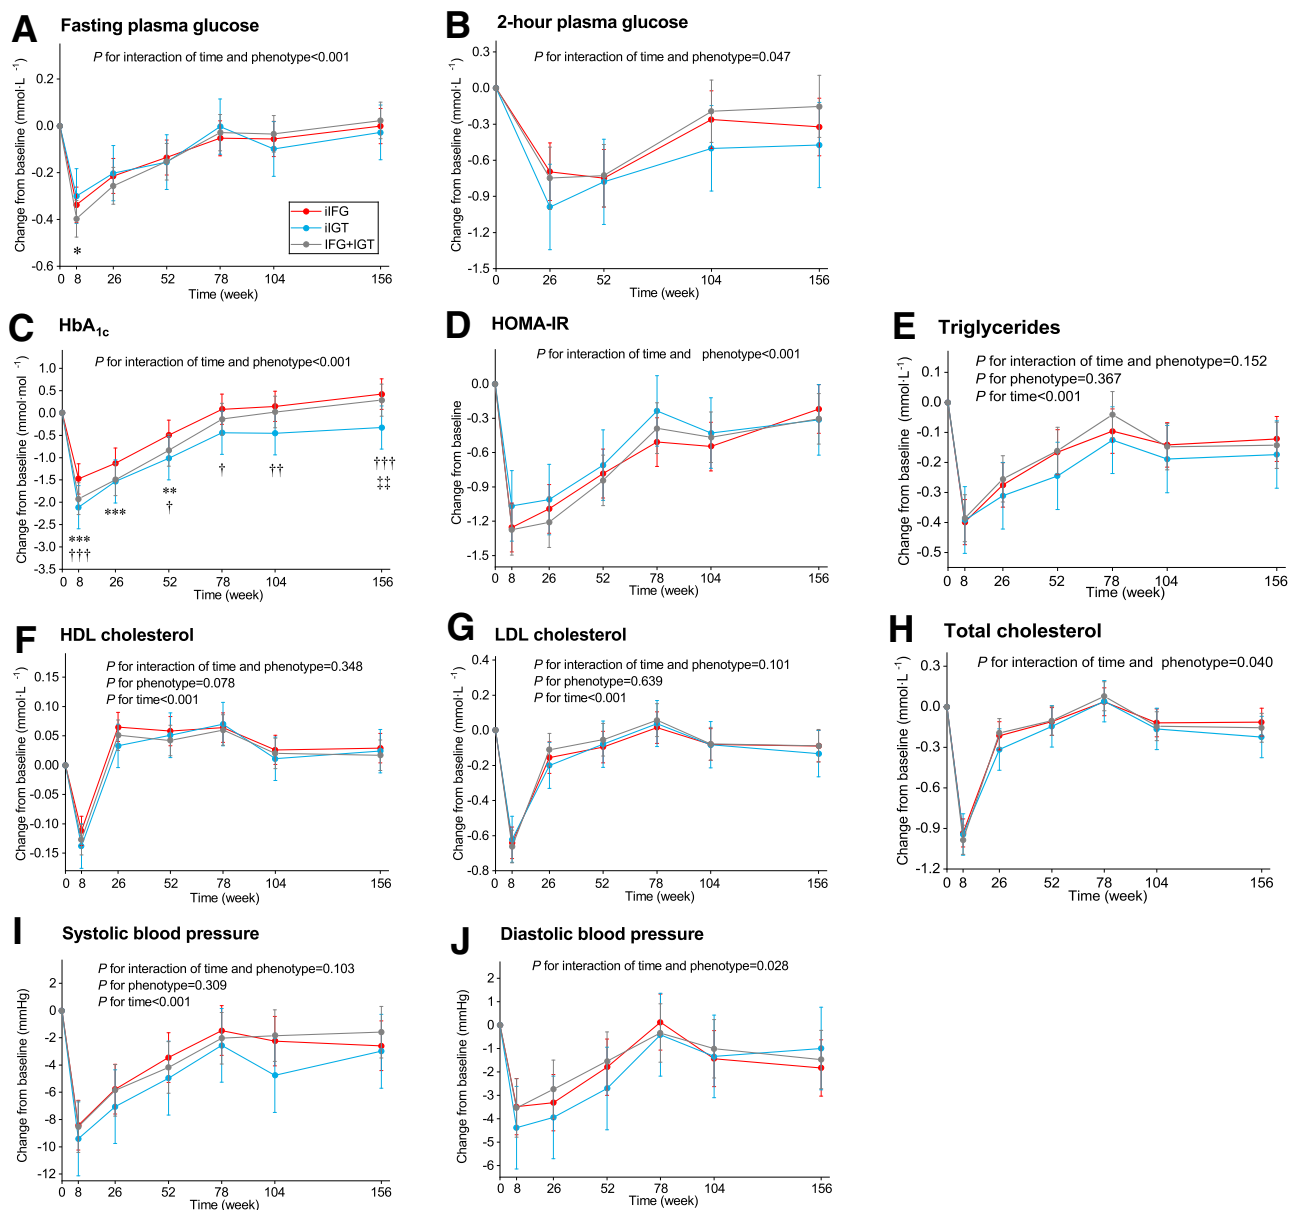 A Fasting plasma glucose
P for interaction of time and phenotype<0.001
Change from baseline (mmol·L -1)
0.2
0.0
-0.2
-0.4
-0.6
*
iIFG
iIGT
IFG+IGT
0 8 26 52 78 104 156
Time (week)
B 2-hour plasma glucose
P for interaction of time and phenotype=0.047
Change from baseline (mmol·L -1)
0.3
0.0
-0.3
-0.6
-0.9
-1.2
-1.5
0 26 52 104 156
Time (week)
C HbA1c
P for interaction of time and phenotype<0.001
Change from baseline (mmol·mol -1)
1.0
0.5
0.0
-0.5
-1.0
-1.5
-2.0
-2.5
-3.0
-3.5
***
†††
***
**
†
†
††
†††
‡‡
0 8 26 52 78 104 156
Time (week)
D HOMA-IR
P for interaction of time and phenotype<0.001
Change from baseline
0.0
-0.3
-0.6
-0.9
-1.2
-1.5
0 8 26 52 78 104 156
Time (week)
E Triglycerides
P for interaction of time and phenotype=0.152
P for phenotype=0.367
P for time<0.001
Change from baseline (mmol·L-1)
0.1
0.0
-0.1
-0.2
-0.3
-0.4
-0.5
0 8 26 52 78 104 156
Time (week)
F HDL cholesterol
P for interaction of time and phenotype=0.348
P for phenotype=0.078
P for time<0.001
Change from baseline (mmol·L -1)
0.15
0.10
0.05
0.00
-0.05
-0.10
-0.15
0 8 26 52 78 104 156
Time (week)
G LDL cholesterol
P for interaction of time and phenotype=0.101
P for phenotype=0.639
P for time<0.001
Change from baseline (mmol·L -1)
0.4
0.2
0.0
-0.2
-0.4
-0.6
-0.8
0 8 26 52 78 104 156
Time (week)
H Total cholesterol
P for interaction of time and phenotype=0.040
Change from baseline (mmol·L -1)
0.3
0.0
-0.3
-0.6
-0.9
-1.2
0 8 26 52 78 104 156
Time (week)
I Systolic blood pressure
P for interaction of time and phenotype=0.103
P for phenotype=0.309
P for time<0.001
Change from baseline (mmHg)
2
0
-2
-4
-6
-8
-10
-12
0 8 26 52 78 104 156
Time (week)
J Diastolic blood pressure
P for interaction of time and phenotype=0.028
Change from baseline (mmHg)
2
1
0
-1
-2
-3
-4
-5
-6
0 8 26 52 78 104 156
Time (week)